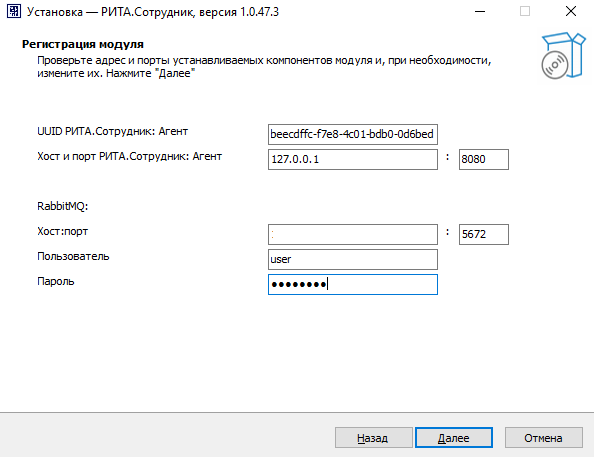 Установка — РИТА.Сотрудник, версия 1.0.47.3
Регистрация модуля
Проверьте адрес и порты устанавливаемых компонентов модуля и, при необходимости,
измените их. Нажмите "Далее"
UUID РИТА.Сотрудник: Агент beecdffc-f7e8-4c01-bdb0-0d6bed
Хост и порт РИТА.Сотрудник: Агент 127.0.0.1 : 8080
RabbitMQ:
Хост:порт : 5672
Пользователь user
Пароль ●●●●●●●●
Назад Далее Отмена